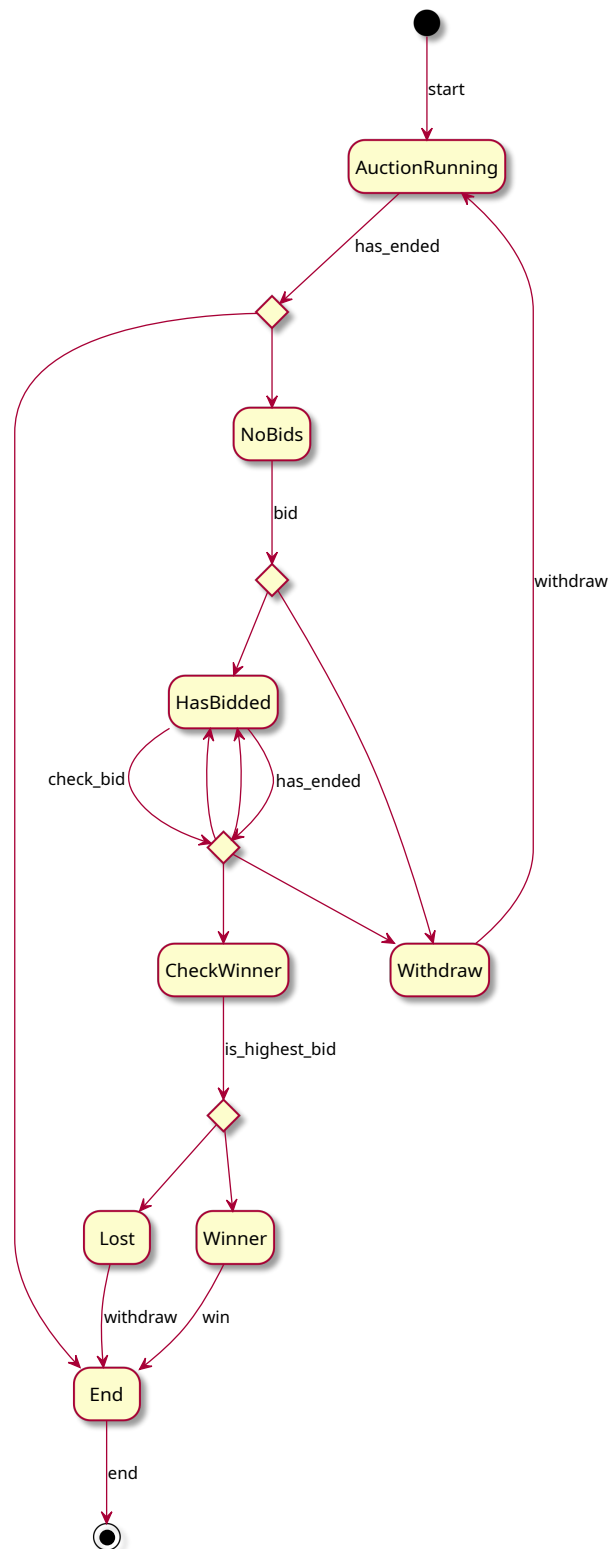 start
AuctionRunning
has_ended
NoBids
bid
withdraw
HasBidded
check_bid
has_ended
CheckWinner
Withdraw
is_highest_bid
Lost
Winner
withdraw
win
End
end